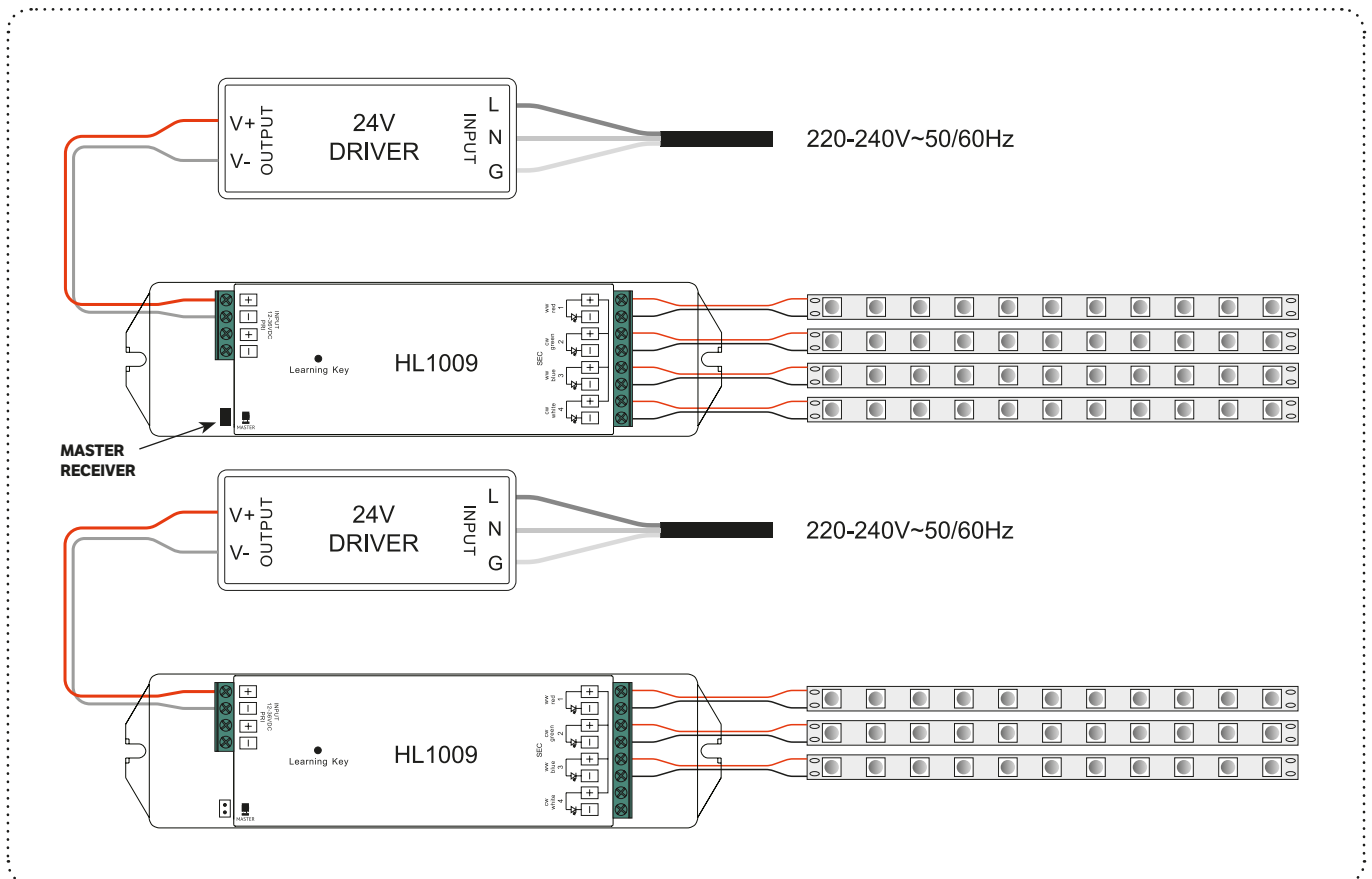 V+
V-
OUTPUT
24V
DRIVER
INPUT
L
N
G
220-240V~50/60Hz
+
−
+
−
INPUT
12-36VDC
PRI
Learning Key
HL1009
MASTER
SEC
ww
red
1
+
−
cw
green
2
+
−
ww
blue
3
+
−
cw
white
4
+
−
MASTER
RECEIVER
V+
V-
OUTPUT
24V
DRIVER
INPUT
L
N
G
220-240V~50/60Hz
+
−
+
−
INPUT
12-36VDC
PRI
Learning Key
HL1009
MASTER
SEC
ww
red
1
+
−
cw
green
2
+
−
ww
blue
3
+
−
cw
white
4
+
−